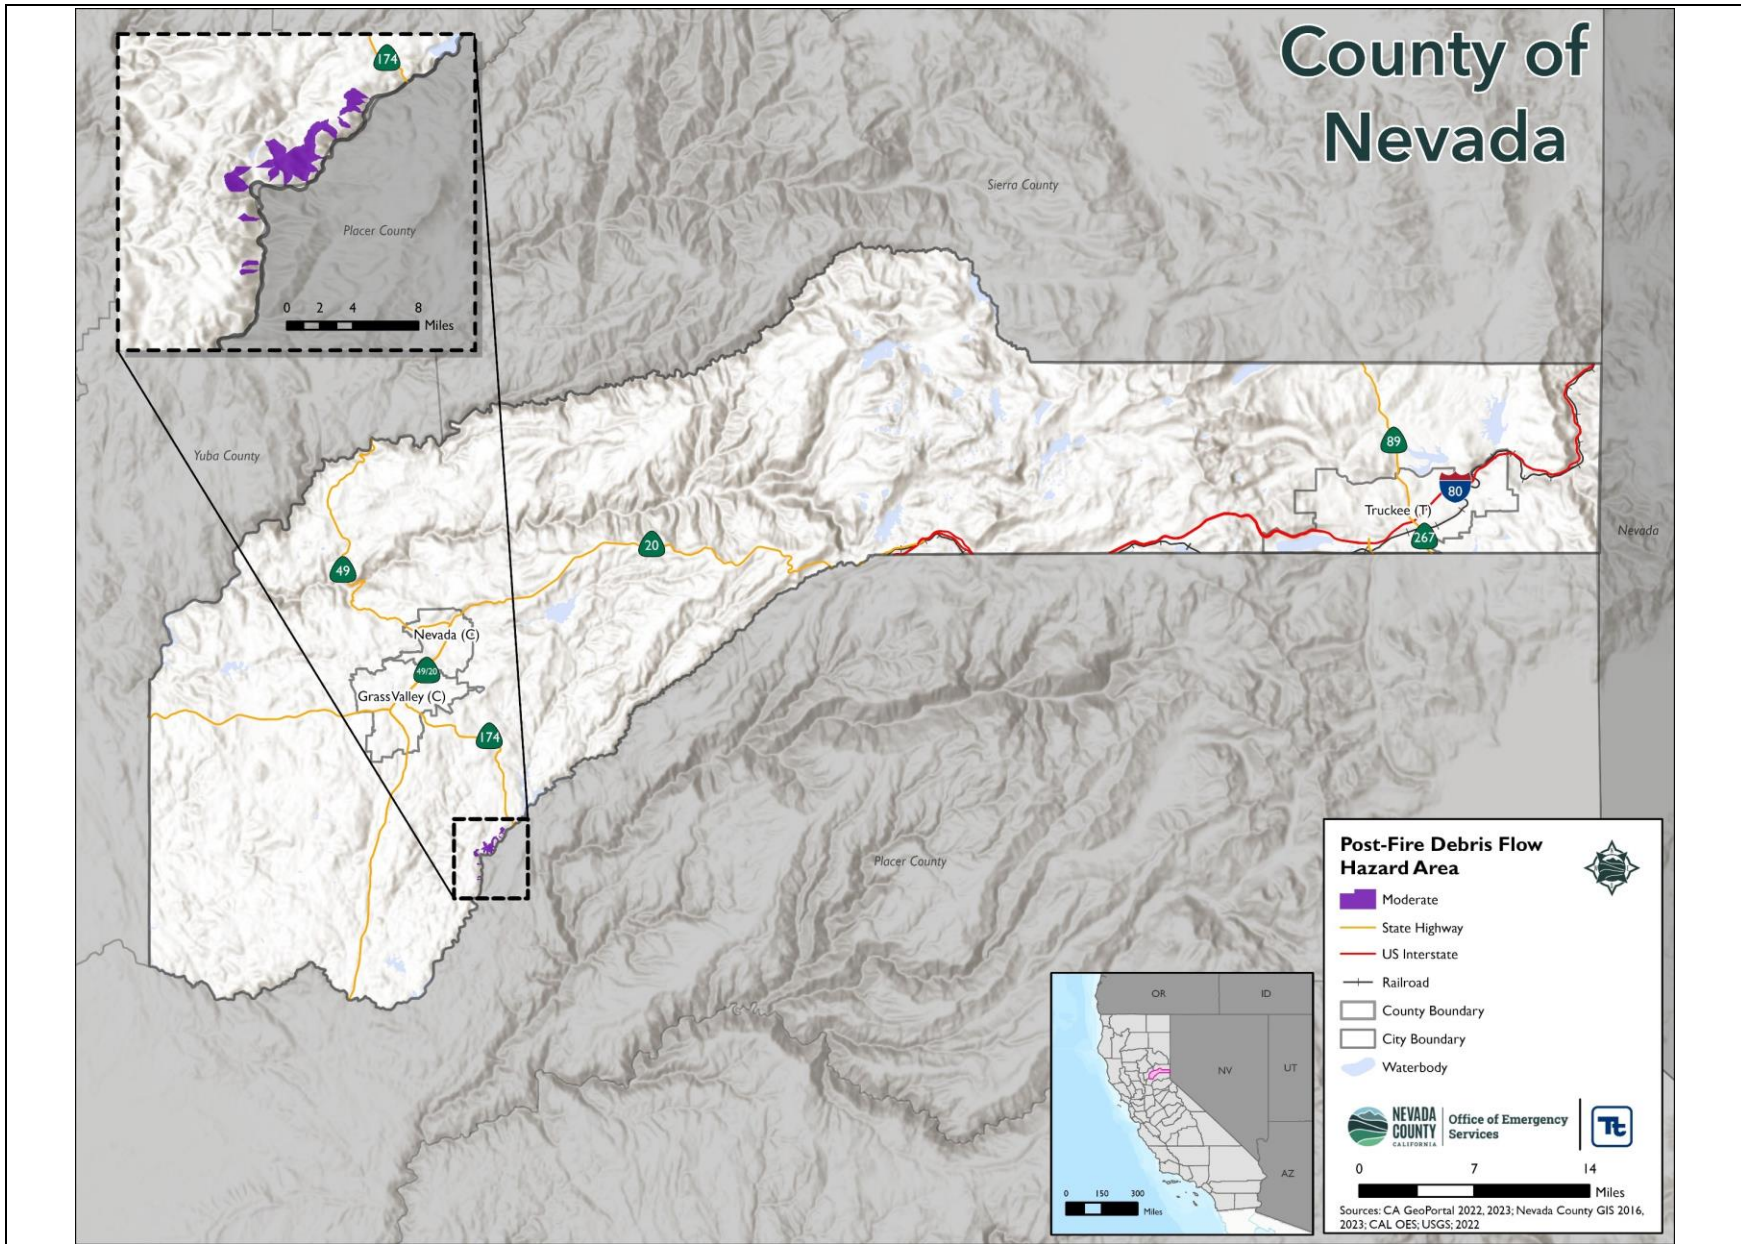 County of
Nevada
174
Placer County
0 2 4 8
Miles
Sierra County
Yuba County
89
80
Truckee (T)
267
Nevada
20
49
Nevada (C)
49/20
Grass Valley (C)
174
Placer County
Post-Fire Debris Flow
Hazard Area
Moderate
State Highway
US Interstate
Railroad
County Boundary
City Boundary
Waterbody
NEVADA
COUNTY
CALIFORNIA
Office of Emergency
Services
Tt
0 7 14
Miles
Sources: CA GeoPortal 2022, 2023; Nevada County GIS 2016,
2023; CAL OES; USGS; 2022
OR
ID
NV
UT
AZ
0 150 300
Miles